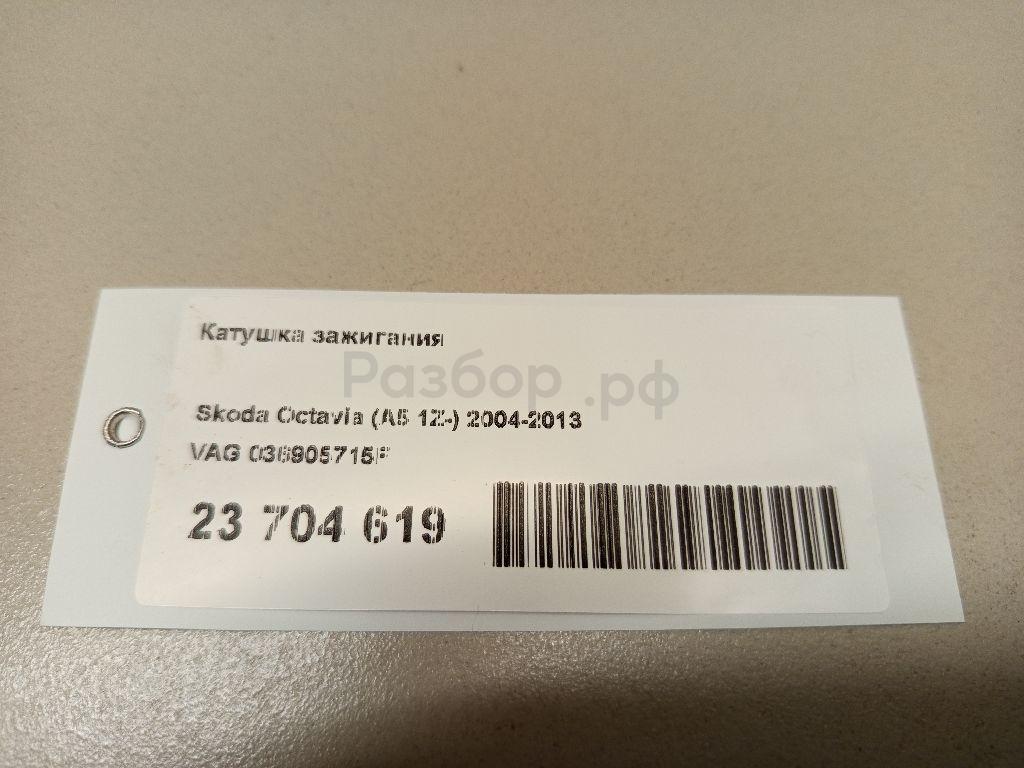 Катушка зажигания
Разбор.рф
Skoda Octavia (A5 1Z-) 2004-2013
VAG 036905715F
23 704 619